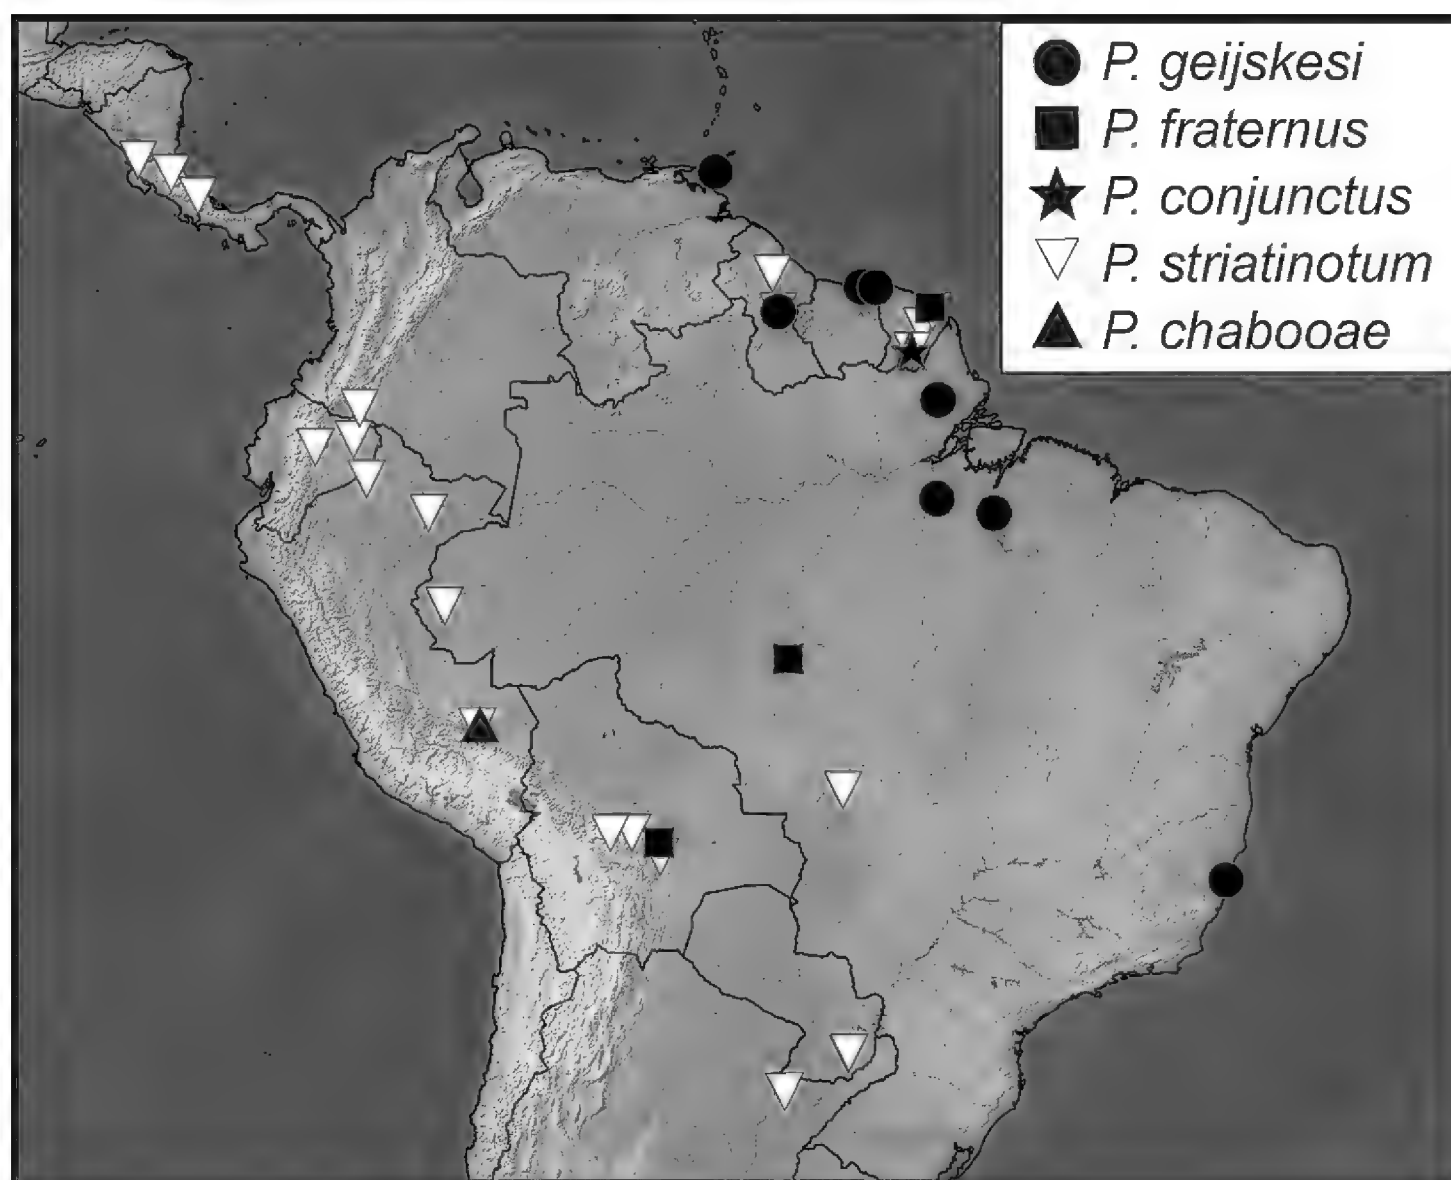 P. geijskesi
P. fraternus
P. conjunctus
P. striatinotum
P. chabooae